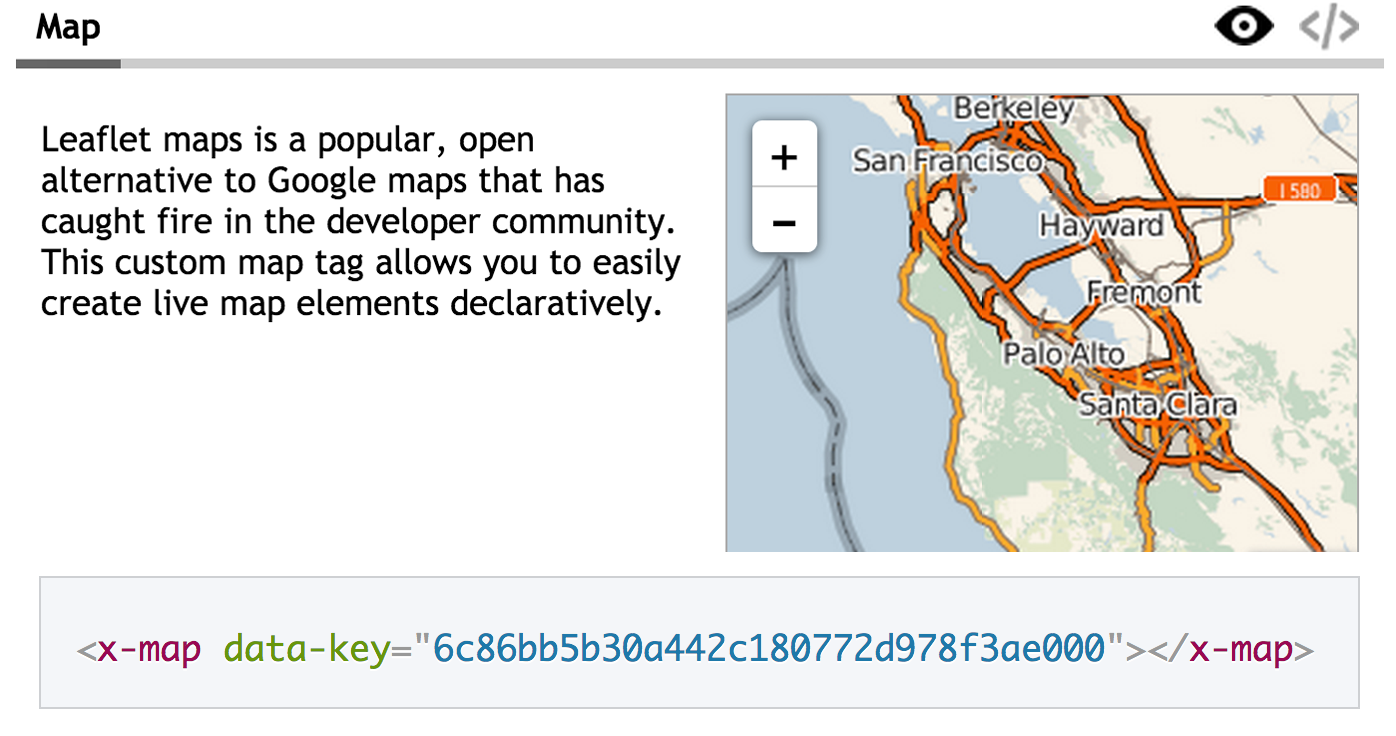 Map
</>
Leaflet maps is a popular, open
alternative to Google maps that has
caught fire in the developer community.
This custom map tag allows you to easily
create live map elements declaratively.
+
−
Berkeley
San Francisco
I 580
Hayward
Fremont
Palo Alto
Santa Clara
<x-map data-key="6c86bb5b30a442c180772d978f3ae000"></x-map>